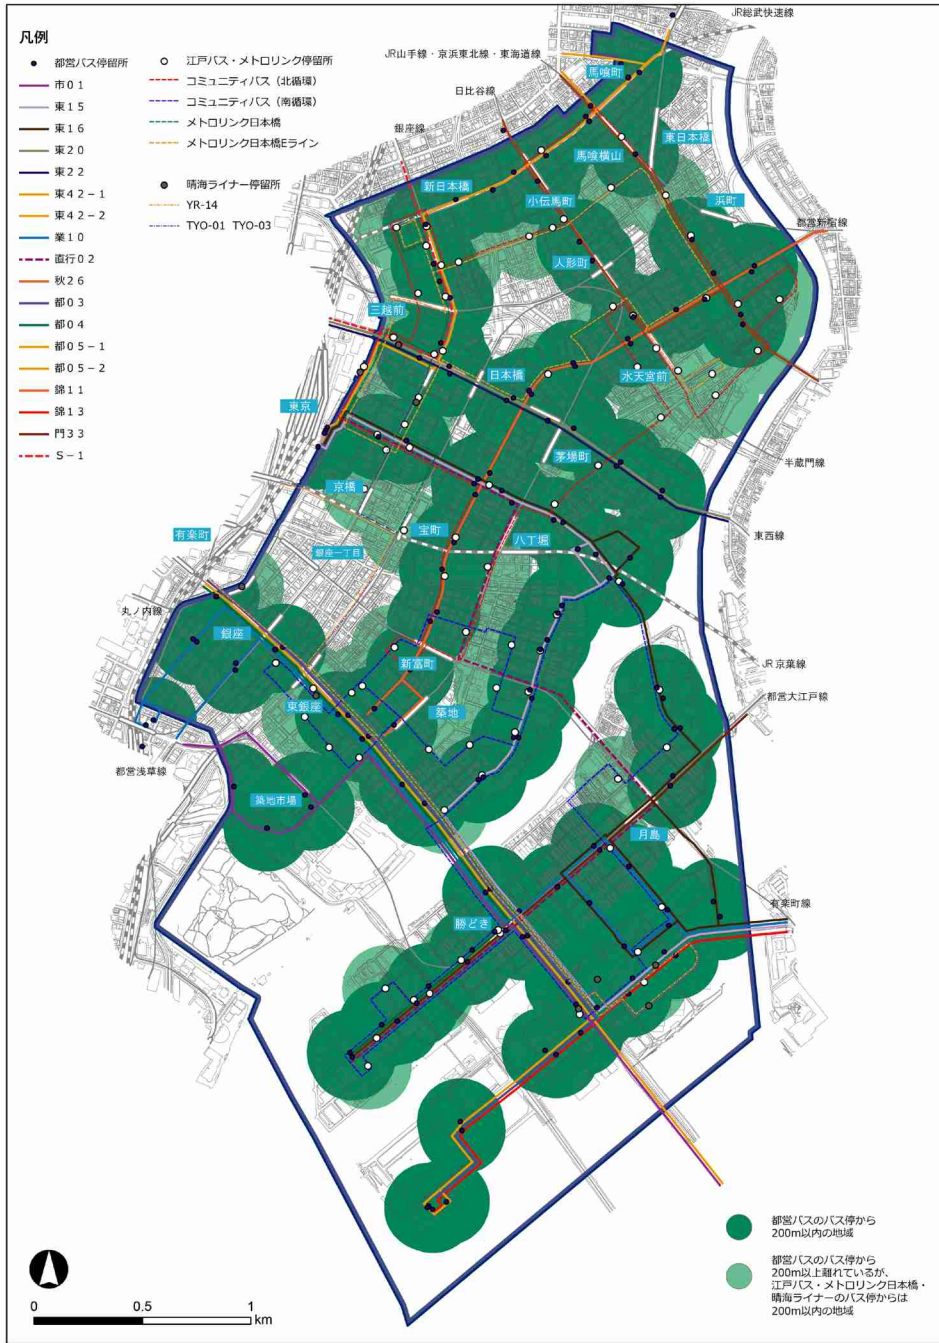 凡例
都営バス停留所
市01
東15
東16
東20
東22
東42-1
東42-2
業10
直行02
秋26
都03
都04
都05-1
都05-2
錦11
錦13
門33
S-1
江戸バス・メトロリンク停留所
コミュニティバス（北循環）
コミュニティバス（南循環）
メトロリンク日本橋
メトロリンク日本橋Eライン
晴海ライナー停留所
YR-14
TYO-01 TYO-03
JR総武快速線
JR山手線・京浜東北線・東海道線
日比谷線
銀座線
馬喰町
東日本橋
馬喰横山
新日本橋
小伝馬町
浜町
都営新宿線
人形町
三越前
日本橋
水天宮前
東京
茅場町
半蔵門線
京橋
宝町
八丁堀
東西線
有楽町
銀座一丁目
丸ノ内線
銀座
新富町
JR京葉線
都営大江戸線
東銀座
築地
都営浅草線
築地市場
月島
有楽町線
勝どき
都営バスのバス停から
200m以内の地域
都営バスのバス停から
200m以上離れているが、
江戸バス・メトロリンク日本橋・
晴海ライナーのバス停からは
200m以内の地域
0 0.5 1
km